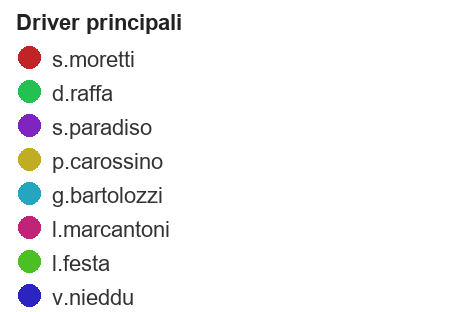 Driver principali
s.moretti
d.raffa
s.paradiso
p.carossino
g.bartolozzi
l.marcantoni
l.festa
v.nieddu